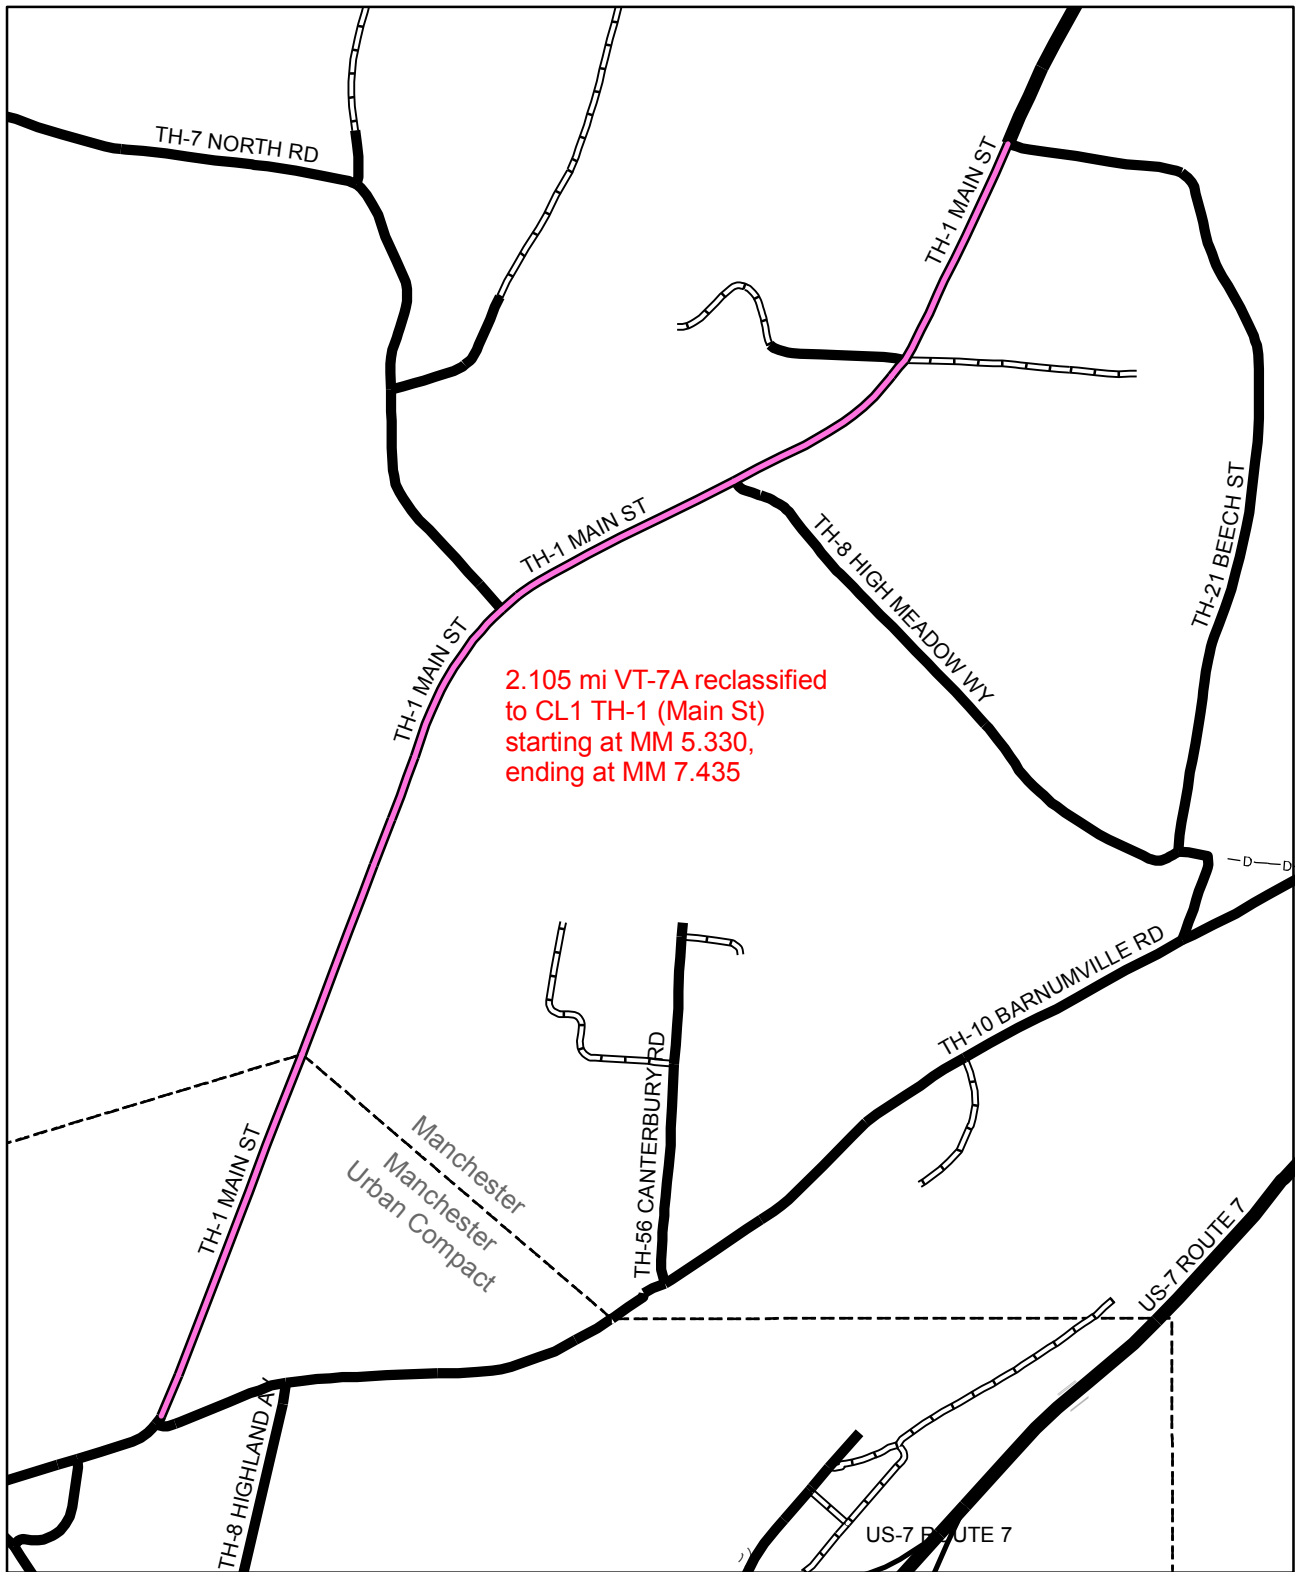 TH-7 NORTH RD
TH-1 MAIN ST
TH-1 MAIN ST
TH-8 HIGH MEADOW WY
TH-21 BEECH ST
TH-1 MAIN ST
2.105 mi VT-7A reclassified
to CL1 TH-1 (Main St)
starting at MM 5.330,
ending at MM 7.435
D
D
TH-10 BARNUMVILLE RD
TH-56 CANTERBURY RD
Manchester
Manchester
Urban Compact
TH-1 MAIN ST
US-7 ROUTE 7
TH-8 HIGHLAND AV
US-7 ROUTE 7